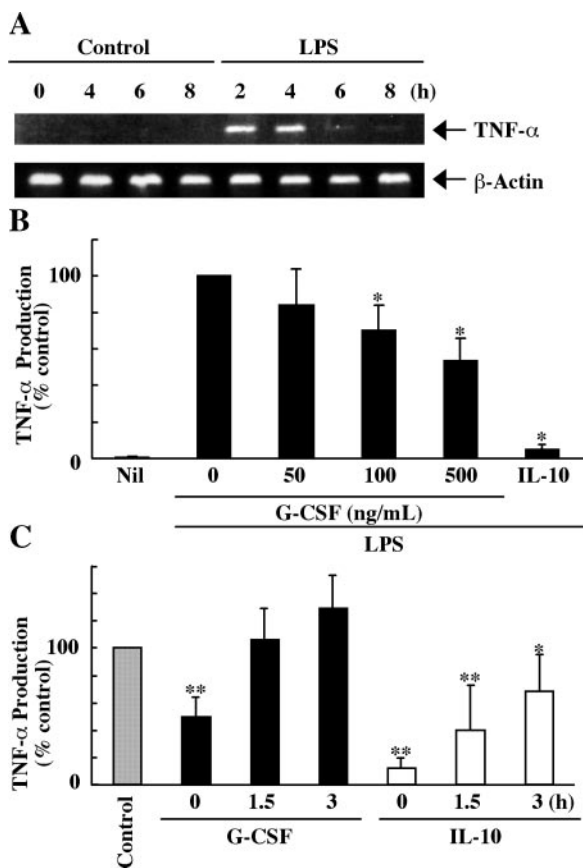 A
Control LPS
0 4 6 8 2 4 6 8 (h)
TNF-α
β-Actin
B
TNF-α Production
(% control)
100
0
* * *
Nil 0 50 100 500 IL-10
G-CSF (ng/mL)
LPS
C
TNF-α Production
(% control)
100
0
** ** ** *
Control
0 1.5 3 0 1.5 3 (h)
G-CSF IL-10